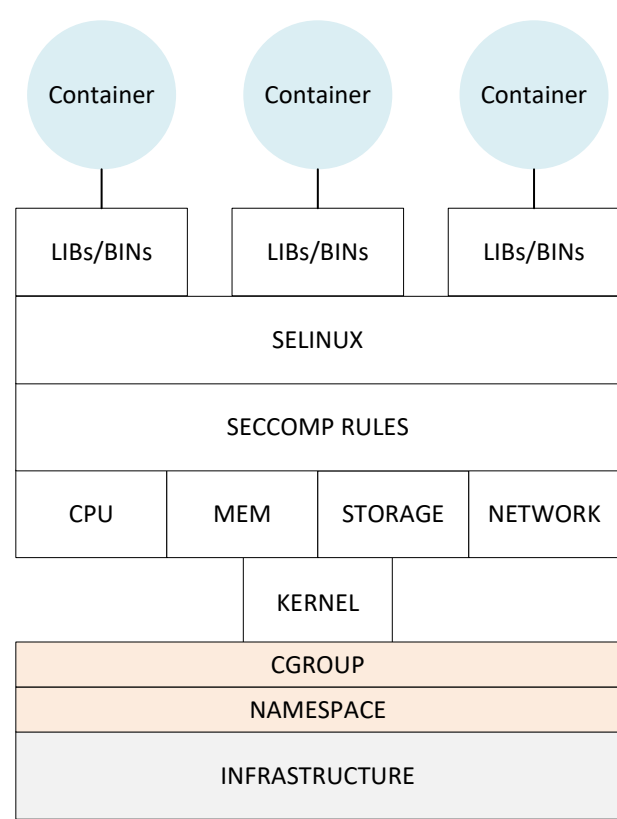 Container Container Container
LIBs/BINs LIBs/BINs LIBs/BINs
SELINUX
SECCOMP RULES
CPU MEM STORAGE NETWORK
KERNEL
CGROUP
NAMESPACE
INFRASTRUCTURE